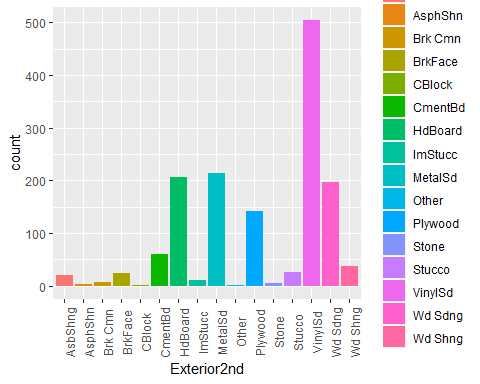 500
400
300
200
100
0
count
AsbShng
AsphShn
Brk Cmn
BrkFace
CBlock
CmentBd
HdBoard
ImStucc
MetalSd
Other
Plywood
Stone
Stucco
VinylSd
Wd Sdng
Wd Shng
Exterior2nd
AsphShn
Brk Cmn
BrkFace
CBlock
CmentBd
HdBoard
ImStucc
MetalSd
Other
Plywood
Stone
Stucco
VinylSd
Wd Sdng
Wd Shng